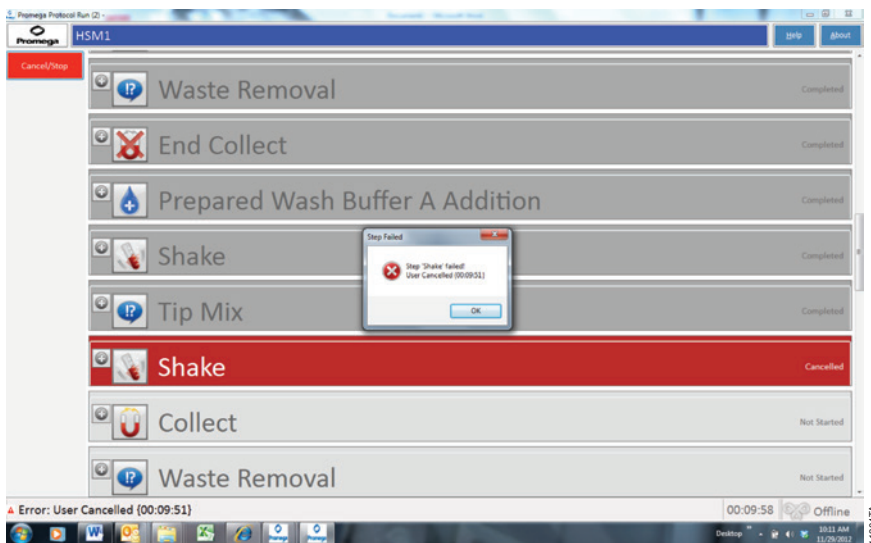 Promega Protocol Run (2) -
Promega
HSM1
Help
About
Cancel/Stop
Waste Removal
Completed
End Collect
Completed
Prepared Wash Buffer A Addition
Completed
Shake
Completed
Tip Mix
Completed
Shake
Cancelled
Collect
Not Started
Waste Removal
Not Started
Step Failed
Step 'Shake' failed!
User Cancelled {00:09:51}
OK
Error: User Cancelled {00:09:51}
00:09:58
Offline
Desktop
10:11 AM
11/29/2012